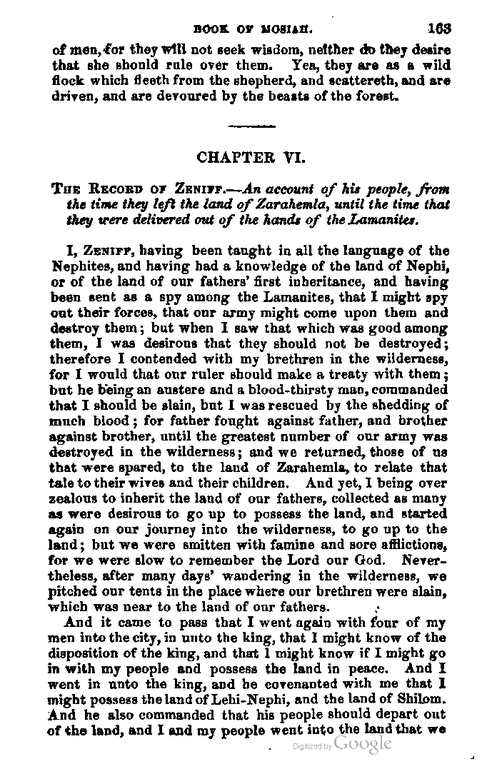 BOOK OF MOSIAH. 163
of men, for they will not seek wisdom, neither do they desire
that she should rule over them. Yea, they are as a wild
flock which fleeth from the shepherd, and scattereth, and are
driven, and are devoured by the beasts of the forest.
CHAPTER VI.
THE RECORD OF ZENIFF.—An account of his people, from
the time they left the land of Zarahemla, until the time that
they were delivered out of the hands of the Lamanites.
I, ZENIFF, having been taught in all the language of the
Nephites, and having had a knowledge of the land of Nephi,
or of the land of our fathers' first inheritance, and having
been sent as a spy among the Lamanites, that I might spy
out their forces, that our army might come upon them and
destroy them; but when I saw that which was good among
them, I was desirous that they should not be destroyed;
therefore I contended with my brethren in the wilderness,
for I would that our ruler should make a treaty with them;
but he being an austere and a blood-thirsty man, commanded
that I should be slain, but I was rescued by the shedding of
much blood; for father fought against father, and brother
against brother, until the greatest number of our army was
destroyed in the wilderness; and we returned, those of us
that were spared, to the land of Zarahemla, to relate that
tale to their wives and their children. And yet, I being over
zealous to inherit the land of our fathers, collected as many
as were desirous to go up to possess the land, and started
again on our journey into the wilderness, to go up to the
land; but we were smitten with famine and sore afflictions,
for we were slow to remember the Lord our God. Never-
theless, after many days' wandering in the wilderness, we
pitched our tents in the place where our brethren were slain,
which was near to the land of our fathers.
And it came to pass that I went again with four of my
men into the city, in unto the king, that I might know of the
disposition of the king, and that I might know if I might go
in with my people and possess the land in peace. And I
went in unto the king, and he covenanted with me that I
might possess the land of Lehi-Nephi, and the land of Shilom.
And he also commanded that his people should depart out
of the land, and I and my people went into the land that we
Digitized by Google